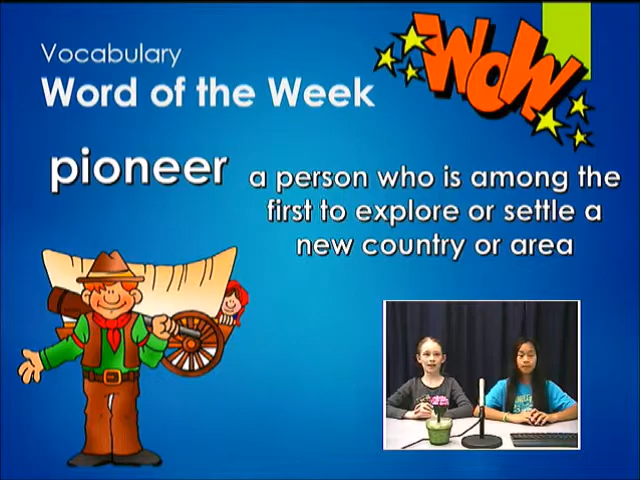 Vocabulary
WOW
Word of the Week
pioneer
a person who is among the
first to explore or settle a
new country or area